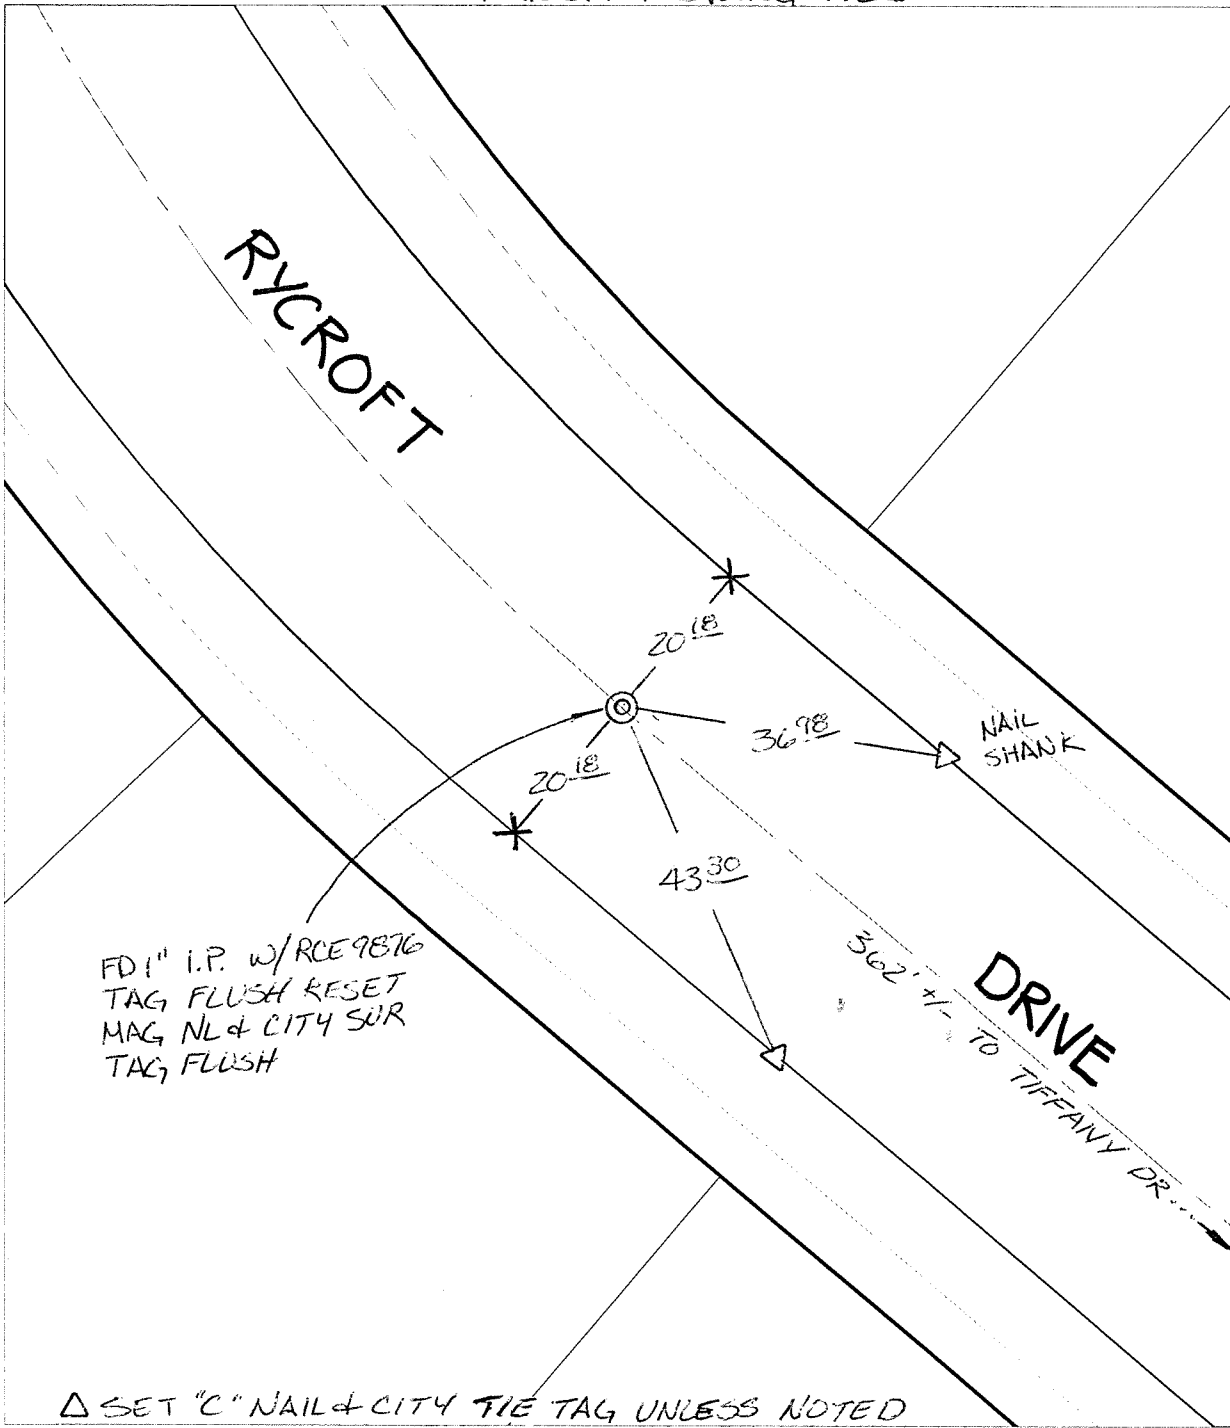 RYCROFT
20 18
NAIL
SHANK
36 98
20 18
43 30
FD 1" I.P. W/RCE 9876
TAG FLUSH RESET
MAG NL & CITY SUR
TAG FLUSH
DRIVE
362' +/- TO TIFFANY DR....
△ SET "C" NAIL & CITY TIE TAG UNLESS NOTED